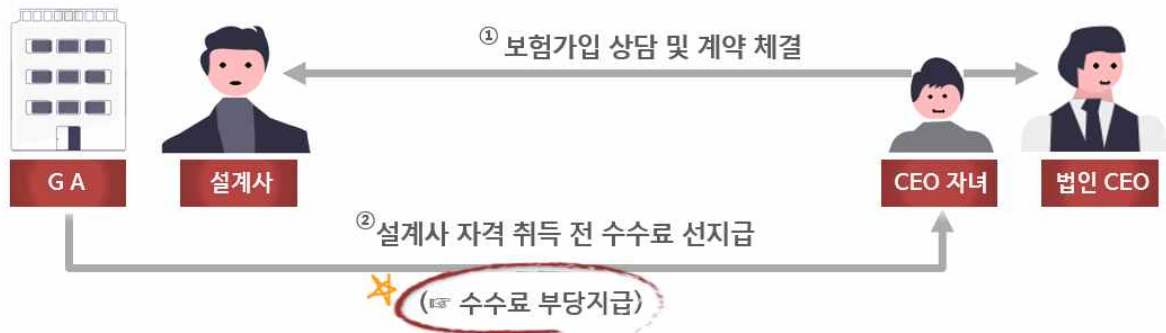 ① 보험가입 상담 및 계약 체결
G A
설계사
CEO 자녀
법인 CEO
②설계사 자격 취득 전 수수료 선지급
(☞ 수수료 부당지급)